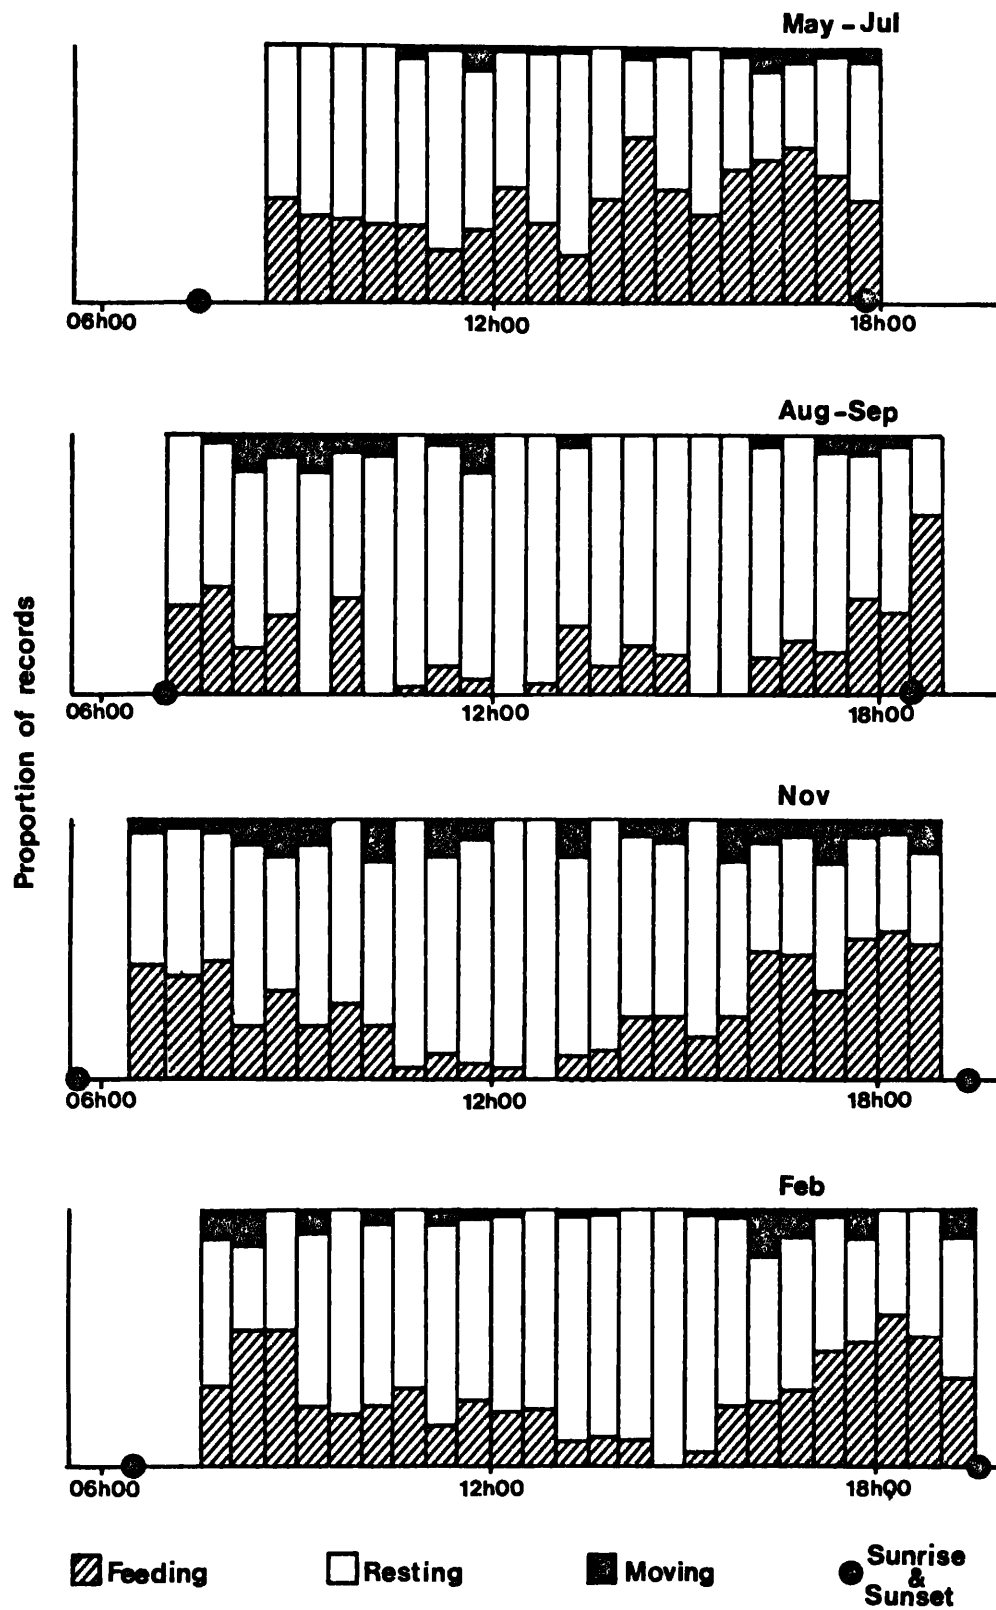 May-Jul
06h00 12h00 18h00
Aug-Sep
06h00 12h00 18h00
Proportion of records
Nov
06h00 12h00 18h00
Feb
06h00 12h00 18h00
Feeding Resting Moving Sunrise
&
Sunset